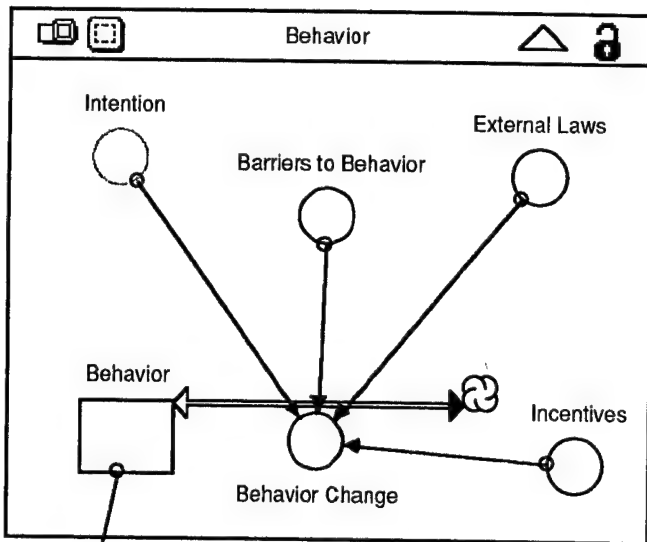 Behavior
Intention
External Laws
Barriers to Behavior
Behavior
Incentives
Behavior Change